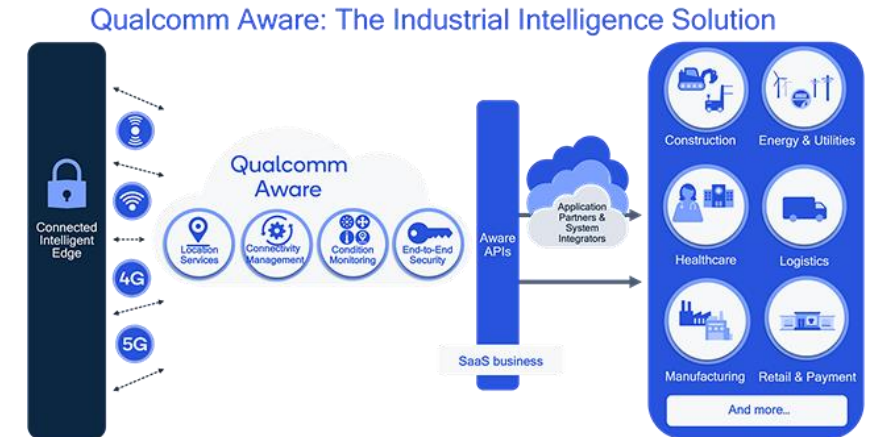 Qualcomm Aware: The Industrial Intelligence Solution
Connected
Intelligent
Edge
4G
5G
Qualcomm
Aware
Location
Services
Connectivity
Management
Condition
Monitoring
End-to-End
Security
Aware
APIs
SaaS business
Application
Partners &
System
Integrators
Construction
Energy & Utilities
Healthcare
Logistics
Manufacturing
Retail & Payment
And more...